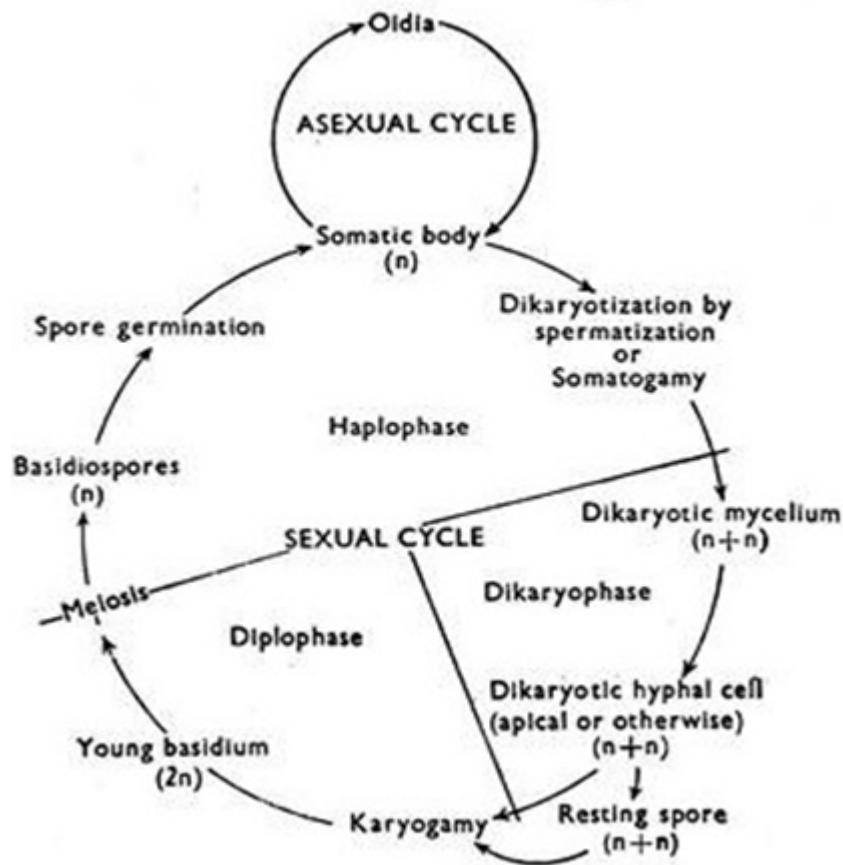 Oidia
ASEXUAL CYCLE
Somatic body
(n)
Dikaryotization by
spermatization
or
Somatogamy
Spore germination
Haplophase
Basidiospores
(n)
Dikaryotic mycelium
(n+n)
SEXUAL CYCLE
Dikaryophase
Meiosis
Diplophase
Dikaryotic hyphal cell
(apical or otherwise)
(n+n)
Young basidium
(2n)
Karyogamy
Resting spore
(n+n)